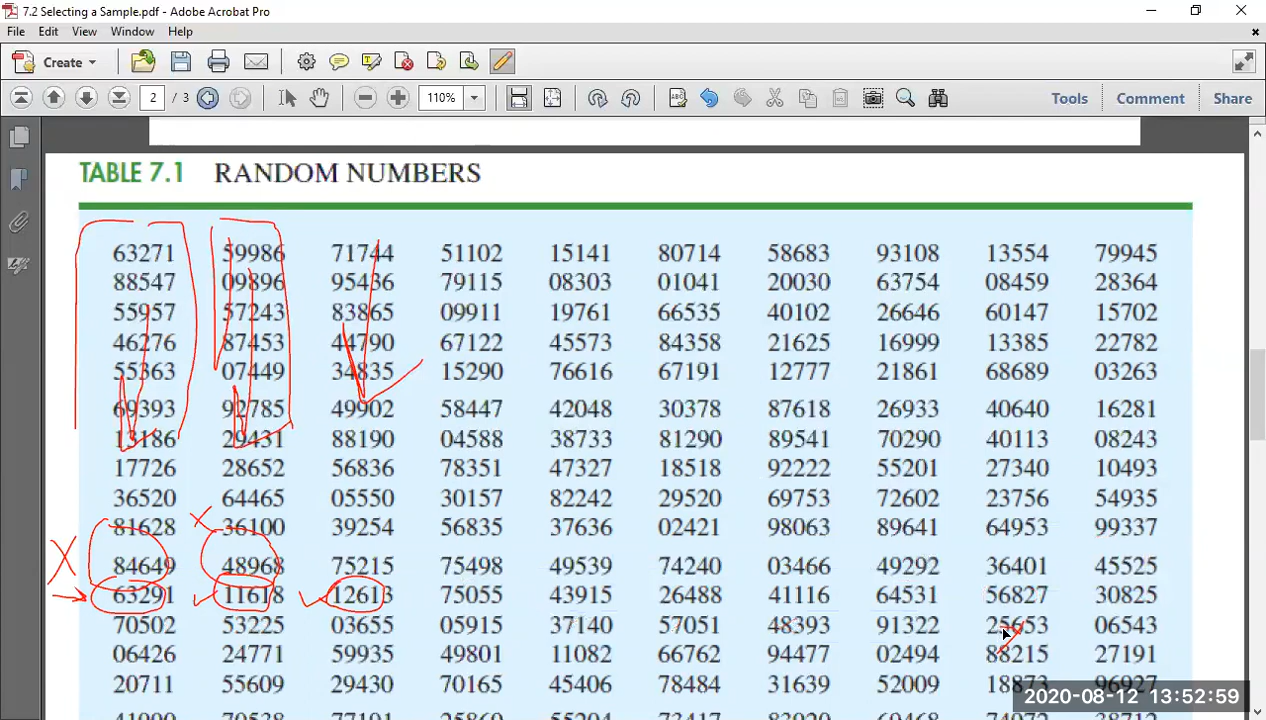 7.2 Selecting a Sample.pdf - Adobe Acrobat Pro
File Edit View Window Help
Create
2 / 3 110% Tools Comment Share
TABLE 7.1 RANDOM NUMBERS
63271 59986 71744 51102 15141 80714 58683 93108 13554 79945
88547 09896 95436 79115 08303 01041 20030 63754 08459 28364
55957 57243 83865 09911 19761 66535 40102 26646 60147 15702
46276 87453 44790 67122 45573 84358 21625 16999 13385 22782
55363 07449 34835 15290 76616 67191 12777 21861 68689 03263
69393 92785 49902 58447 42048 30378 87618 26933 40640 16281
13186 29431 88190 04588 38733 81290 89541 70290 40113 08243
17726 28652 56836 78351 47327 18518 92222 55201 27340 10493
36520 64465 05550 30157 82242 29520 69753 72602 23756 54935
81628 36100 39254 56835 37636 02421 98063 89641 64953 99337
84649 48968 75215 75498 49539 74240 03466 49292 36401 45525
63291 11618 12613 75055 43915 26488 41116 64531 56827 30825
70502 53225 03655 05915 37140 57051 48393 91322 25653 06543
06426 24771 59935 49801 11082 66762 94477 02494 88215 27191
20711 55609 29430 70165 45406 78484 31639 52009 18873 96927
2020-08-12 13:52:59